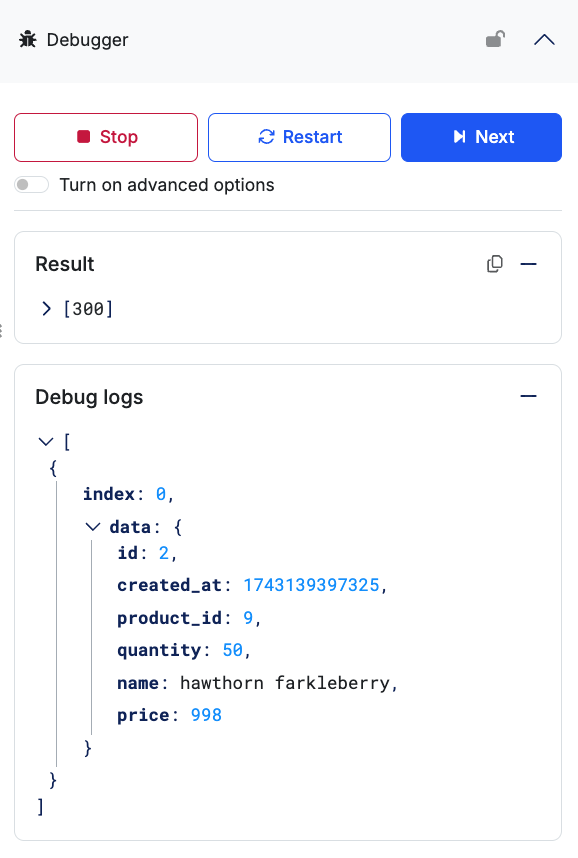 Debugger
Stop
Restart
Next
Turn on advanced options
Result
[300]
Debug logs
[
{
index: 0,
data: {
id: 2,
created_at: 1743139397325,
product_id: 9,
quantity: 50,
name: hawthorn farkleberry,
price: 998
}
}
]